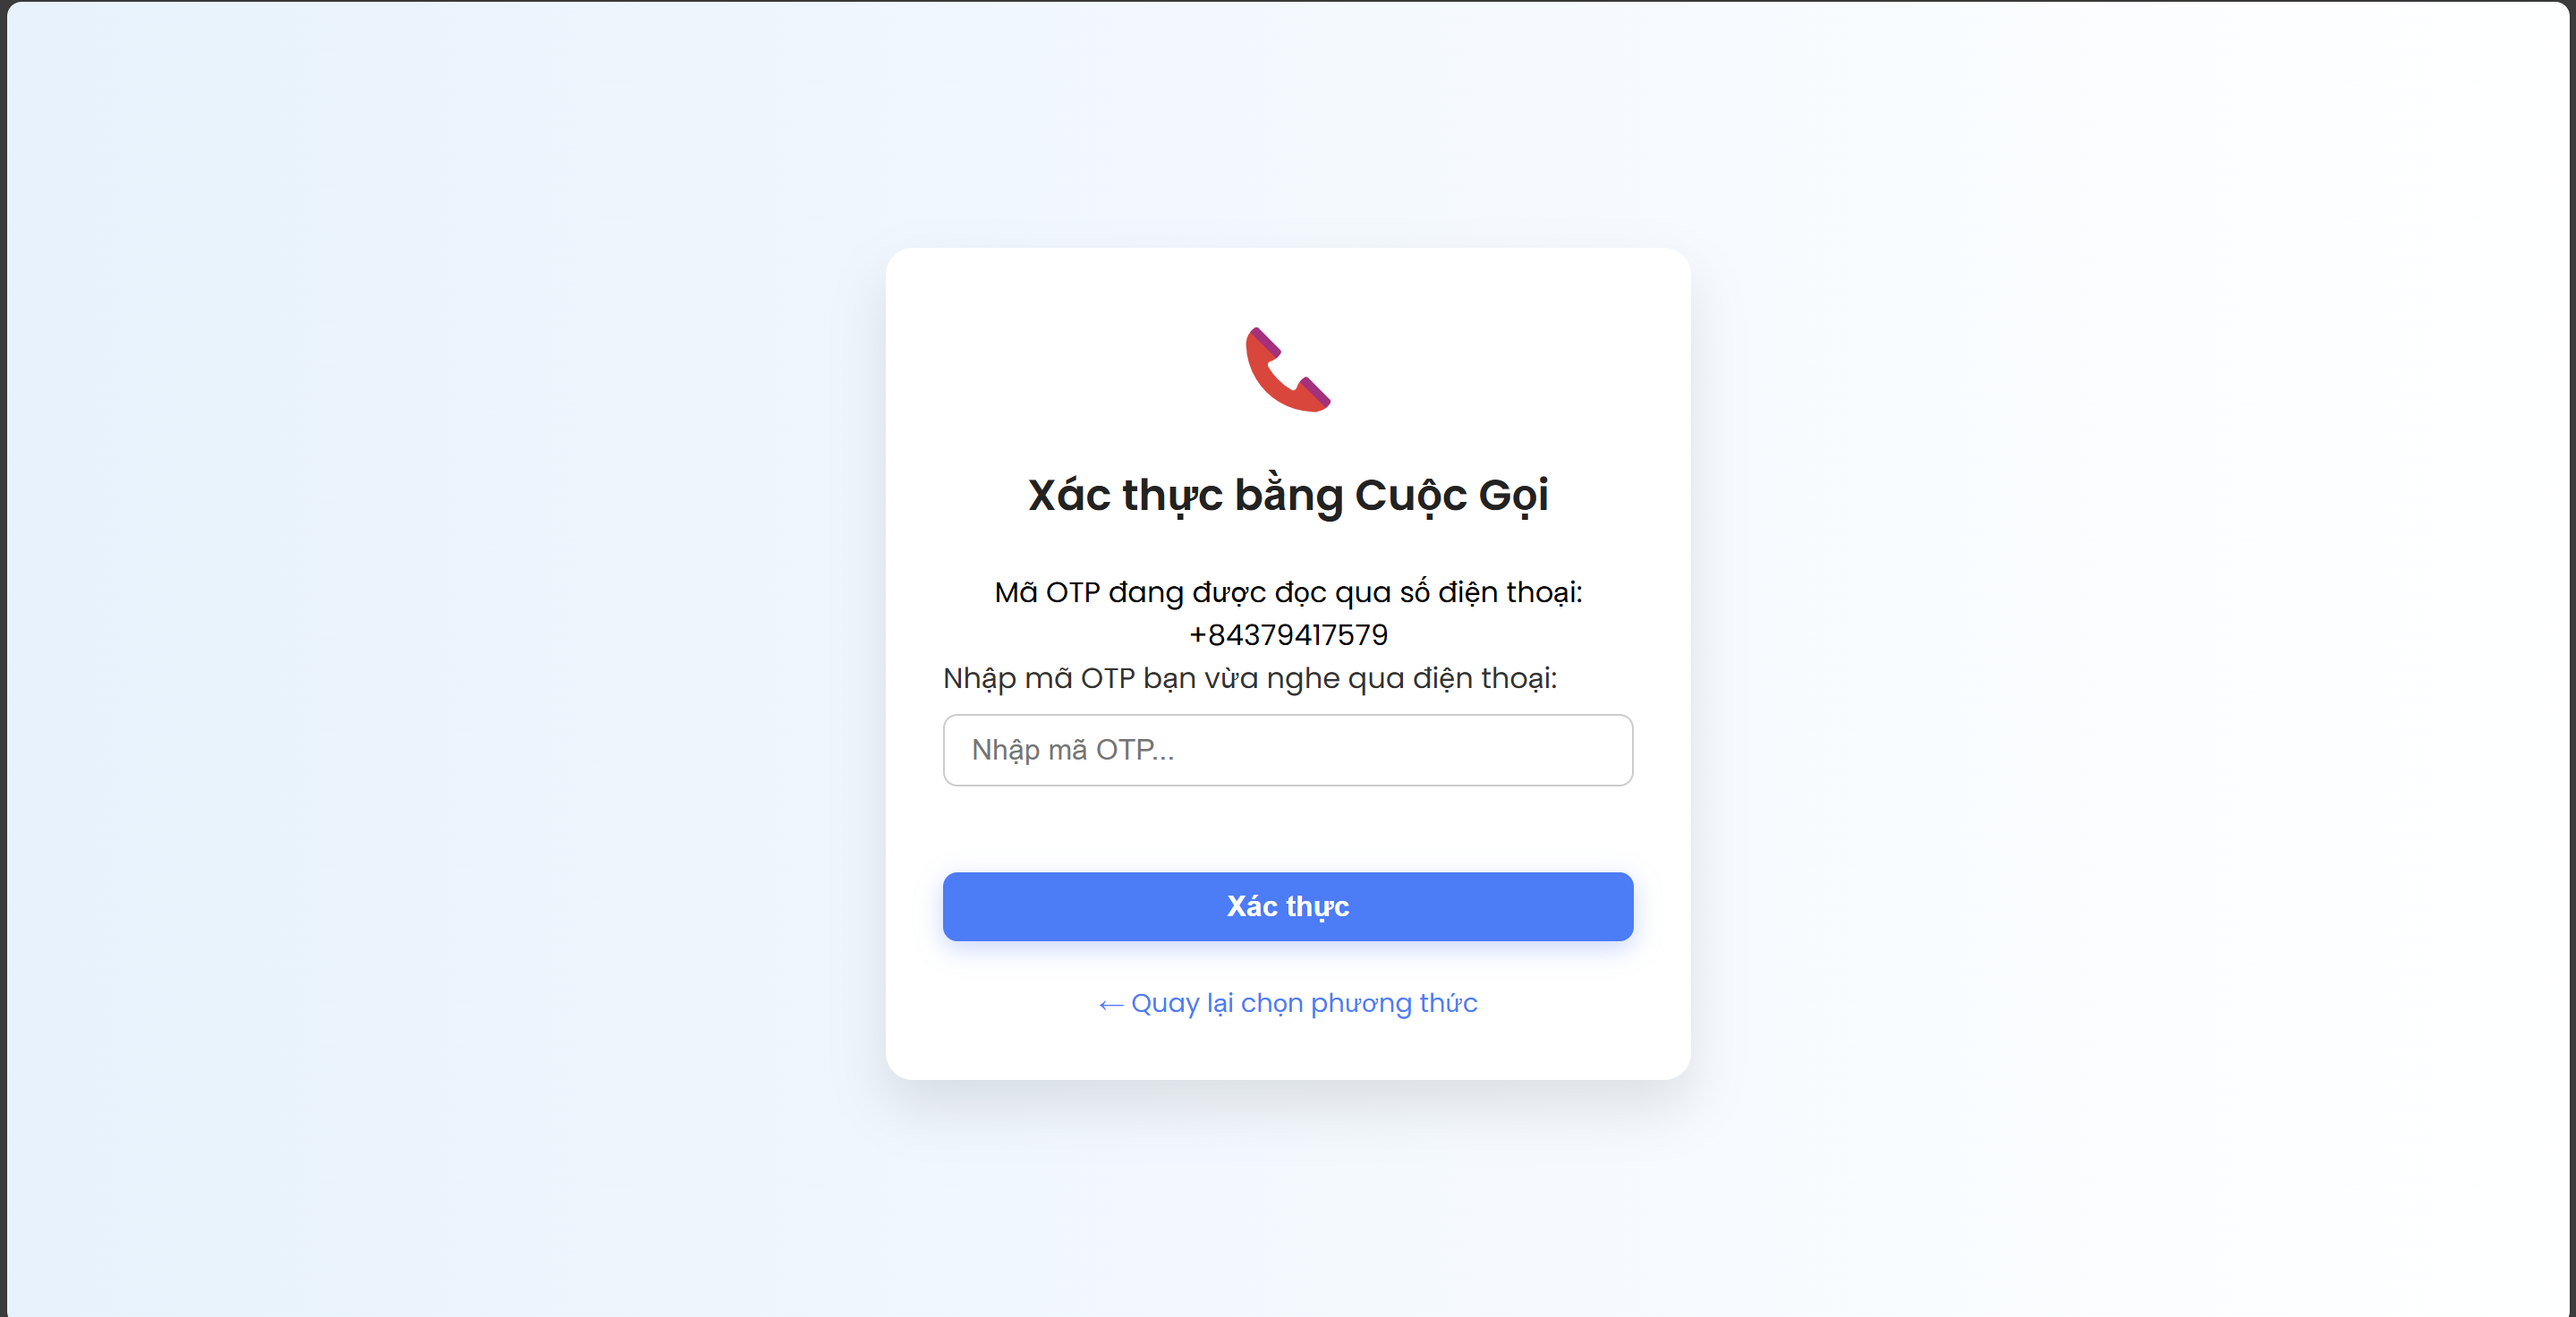 Xác thực bằng Cuộc Gọi
Mã OTP đang được đọc qua số điện thoại:
+84379417579
Nhập mã OTP bạn vừa nghe qua điện thoại:
Nhập mã OTP...
Xác thực
← Quay lại chọn phương thức